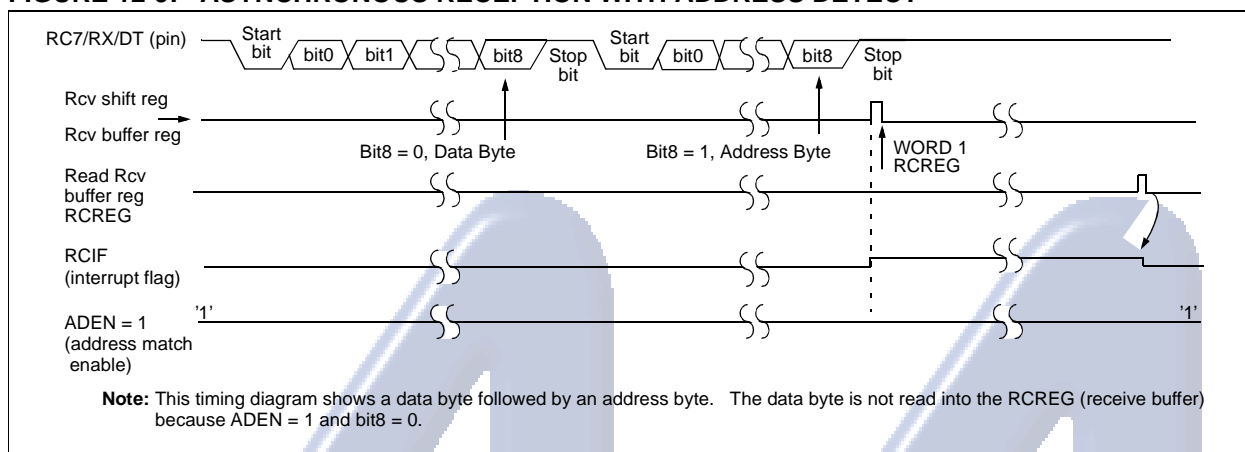 FIGURE 12-6: ASYNCHRONOUS RECEPTION WITH ADDRESS DETECT
RC7/RX/DT (pin)
Start bit
bit0
bit1
bit8
Stop bit
Start bit
bit0
bit8
Stop bit
Rcv shift reg
Rcv buffer reg
Bit8 = 0, Data Byte
Bit8 = 1, Address Byte
WORD 1
RCREG
Read Rcv
buffer reg
RCREG
RCIF
(interrupt flag)
ADEN = 1
(address match
enable)
'1'
'1'
Note: This timing diagram shows a data byte followed by an address byte. The data byte is not read into the RCREG (receive buffer)
because ADEN = 1 and bit8 = 0.